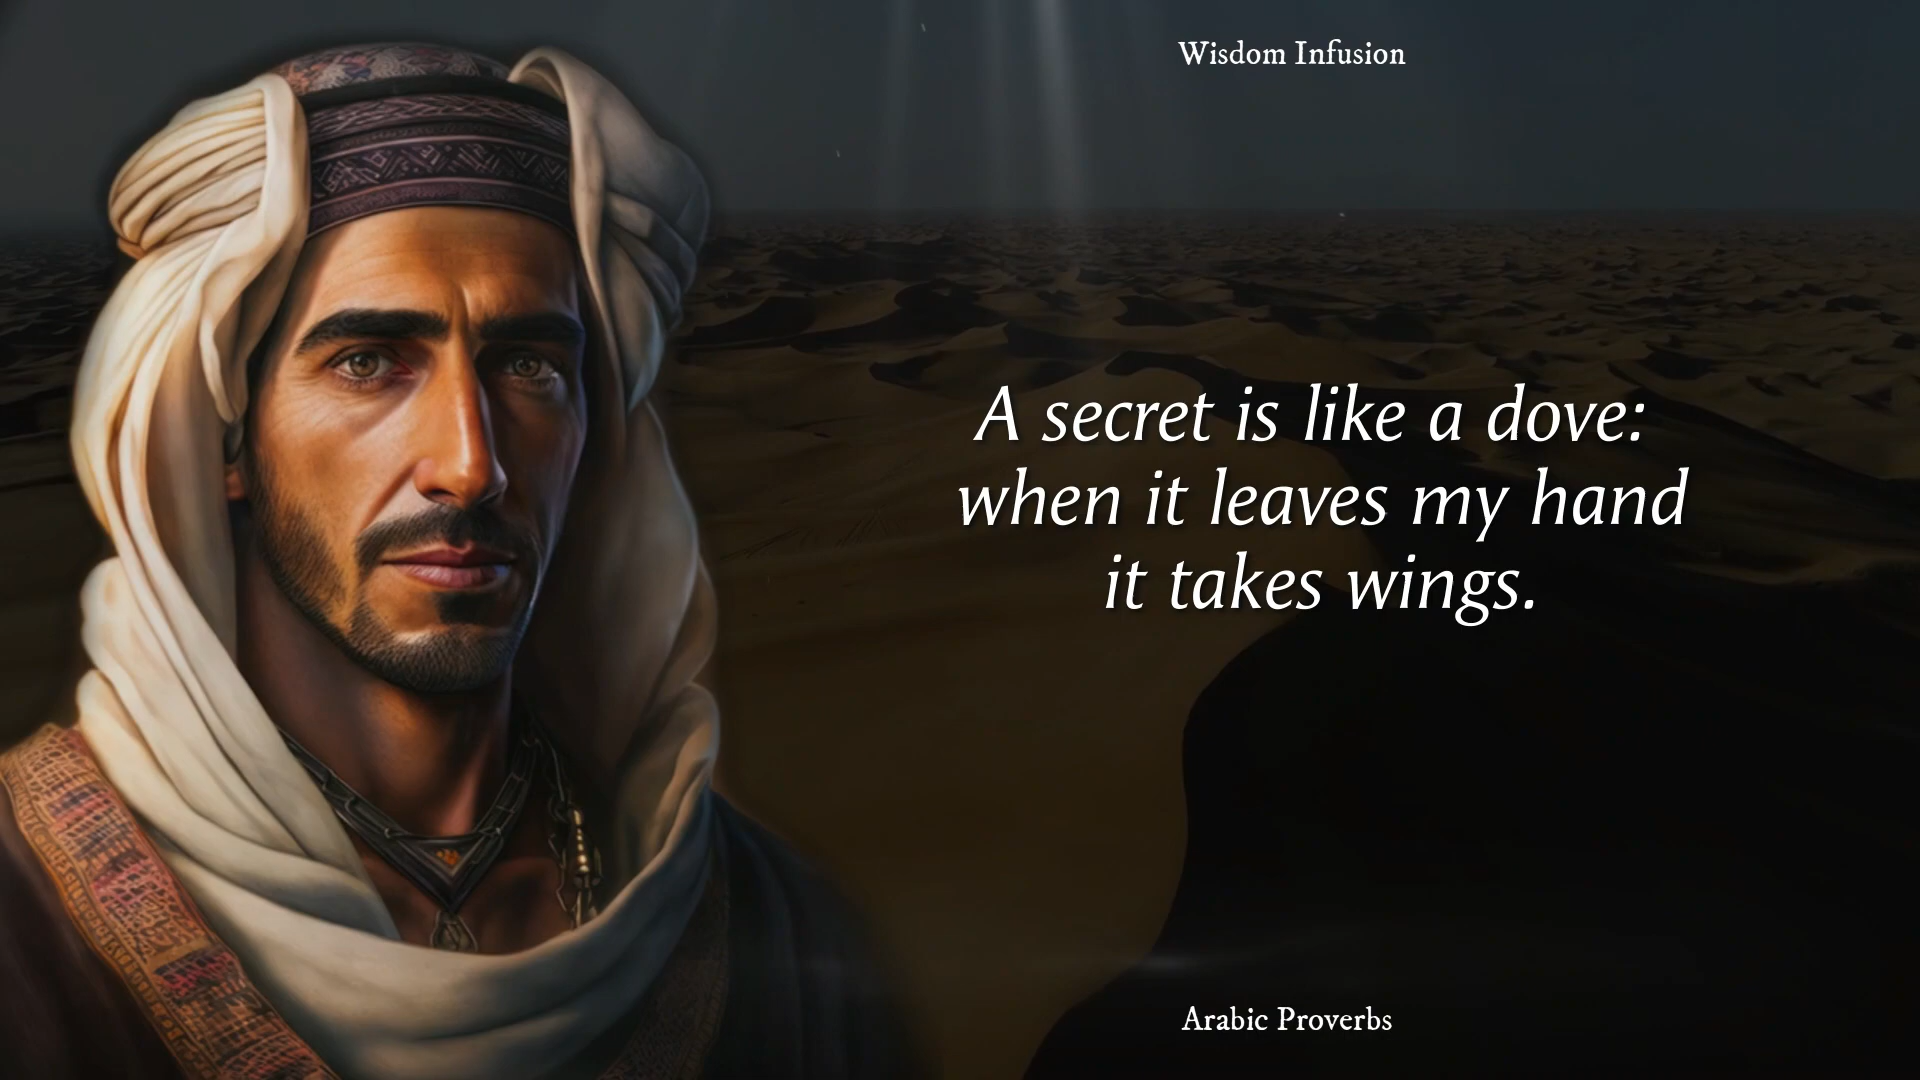 Wisdom Infusion
A secret is like a dove:
when it leaves my hand
it takes wings.
Arabic Proverbs